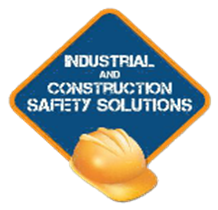 INDUSTRIAL
AND
CONSTRUCTION
SAFETY SOLUTIONS